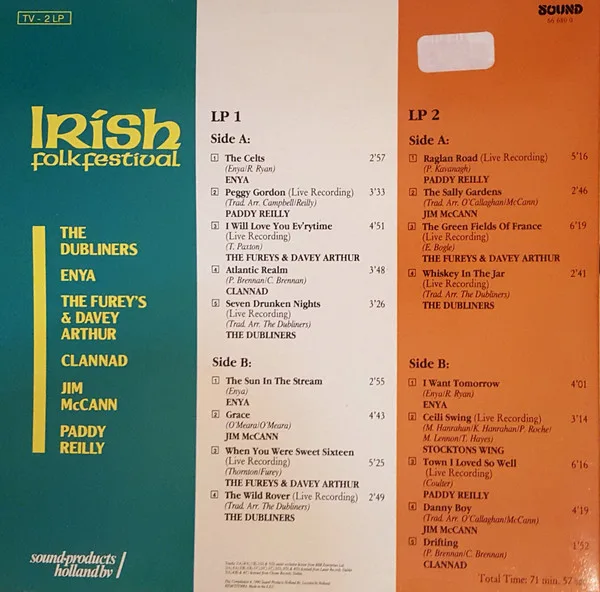 TV - 2 LP
SOUND
Irish
folkfestival
THE
DUBLINERS
ENYA
THE FUREY'S
& DAVEY
ARTHUR
CLANNAD
JIM
McCANN
PADDY
REILLY
sound-products
holland bv
LP 1
Side A:
1 The Celts 2'57
(Enya/R. Ryan)
ENYA
2 Peggy Gordon (Live Recording) 3'33
(Trad. Arr. Campbell/Reilly)
PADDY REILLY
3 I Will Love You Ev'rytime 4'51
(Live Recording)
(T. Paxton)
THE FUREYS & DAVEY ARTHUR
4 Atlantic Realm 3'48
(P. Brennan/C. Brennan)
CLANNAD
5 Seven Drunken Nights 3'26
(Live Recording)
(Trad. Arr. The Dubliners)
THE DUBLINERS
Side B:
1 The Sun In The Stream 2'55
(Enya)
ENYA
2 Grace 4'43
(O'Meara/O'Meara)
JIM McCANN
3 When You Were Sweet Sixteen
(Live Recording) 5'25
(Thornton/Furey)
THE FUREYS & DAVEY ARTHUR
4 The Wild Rover (Live Recording) 2'49
(Trad. Arr. The Dubliners)
THE DUBLINERS
LP 2
Side A:
1 Raglan Road (Live Recording) 5'16
(P. Kavanagh)
PADDY REILLY
2 The Sally Gardens 2'46
(Trad. Arr. O'Callaghan/McCann)
JIM McCANN
3 The Green Fields Of France 6'19
(Live Recording)
(E. Bogle)
THE FUREYS & DAVEY ARTHUR
4 Whiskey In The Jar 2'41
(Live Recording)
(Trad. Arr. The Dubliners)
THE DUBLINERS
Side B:
1 I Want Tomorrow 4'01
(Enya/R. Ryan)
ENYA
2 Ceili Swing (Live Recording) 3'14
(M. Hanrahan/K. Hanrahan/P. Roche/
M. Lennon/T. Hayes)
STOCKTONS WING
3 Town I Loved So Well 6'16
(Live Recording)
(Coulter)
PADDY REILLY
4 Danny Boy 4'19
(Trad. Arr. O'Callaghan/McCann)
JIM McCANN
5 Drifting 1'52
(P. Brennan/C. Brennan)
CLANNAD
Total Time: 71 min. 57 sec.